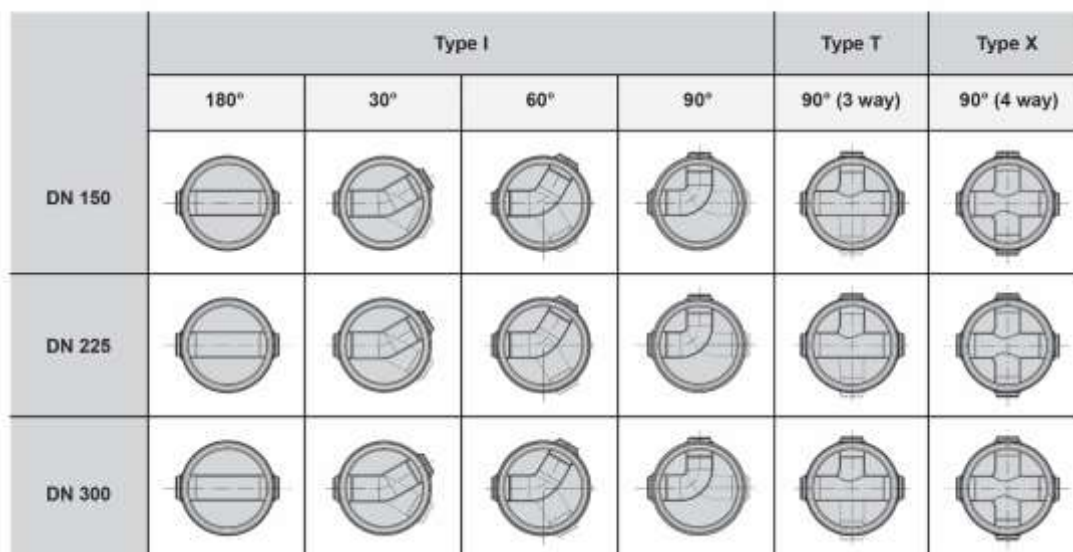 Type I Type T Type X
180° 30° 60° 90° 90° (3 way) 90° (4 way)
DN 150
DN 225
DN 300